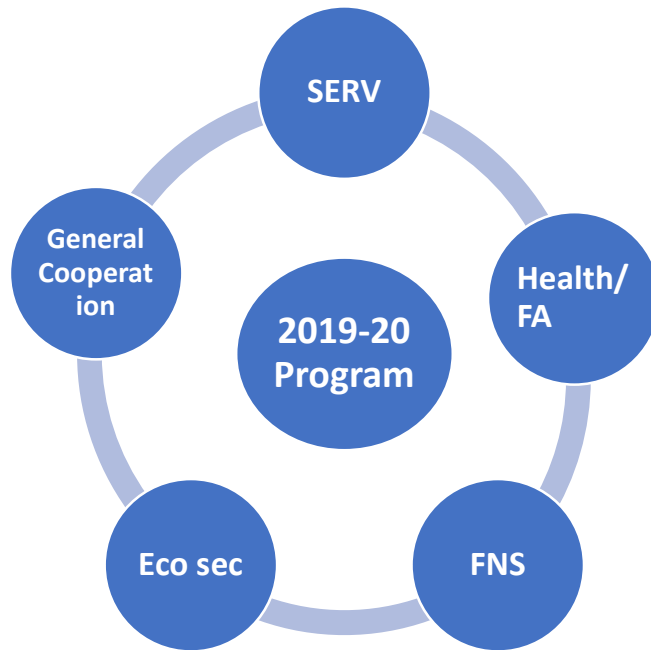 SERV
Health/
FA
FNS
Eco sec
General
Cooperat
ion
2019-20
Program